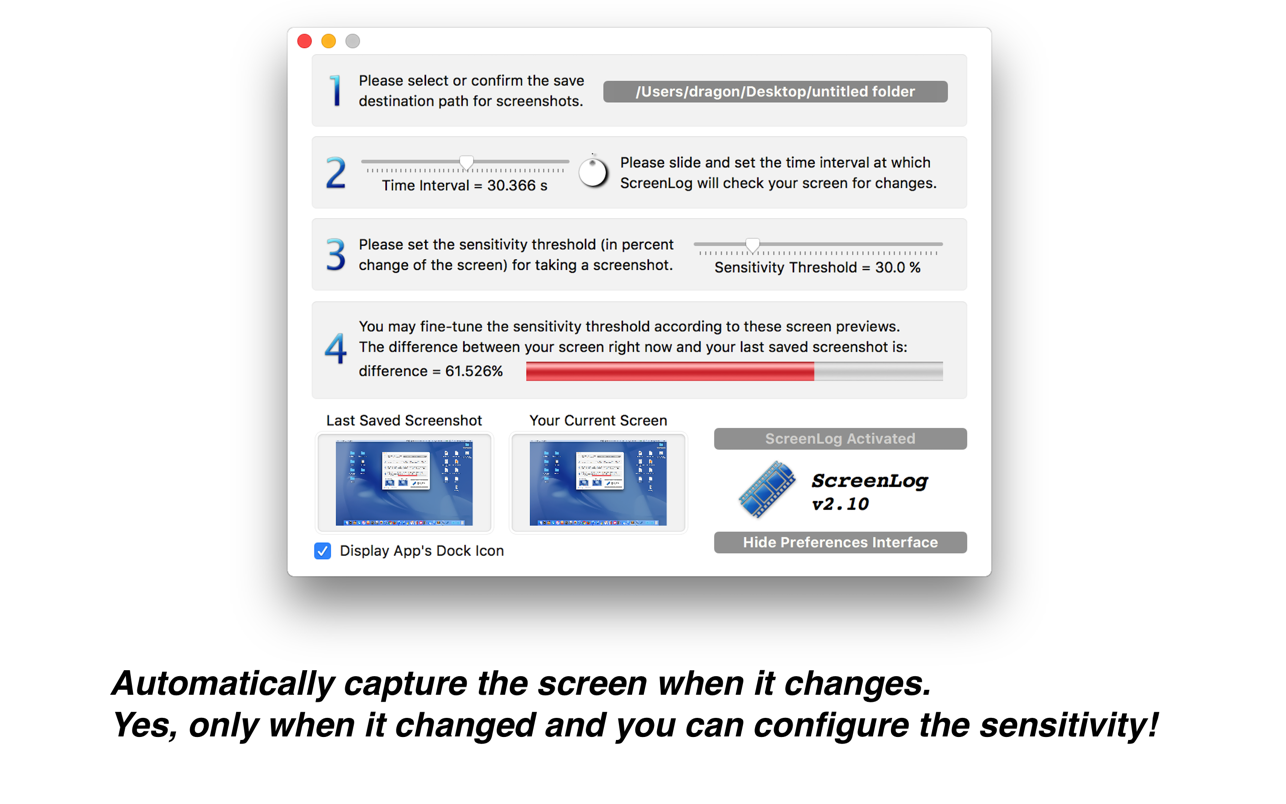 1
Please select or confirm the save
destination path for screenshots.
/Users/dragon/Desktop/untitled folder
2
Time Interval = 30.366 s
Please slide and set the time interval at which
ScreenLog will check your screen for changes.
3
Please set the sensitivity threshold (in percent
change of the screen) for taking a screenshot.
Sensitivity Threshold = 30.0 %
4
You may fine-tune the sensitivity threshold according to these screen previews.
The difference between your screen right now and your last saved screenshot is:
difference = 61.526%
Last Saved Screenshot
Your Current Screen
ScreenLog Activated
ScreenLog
v2.10
Hide Preferences Interface
Display App's Dock Icon
Automatically capture the screen when it changes.
Yes, only when it changed and you can configure the sensitivity!